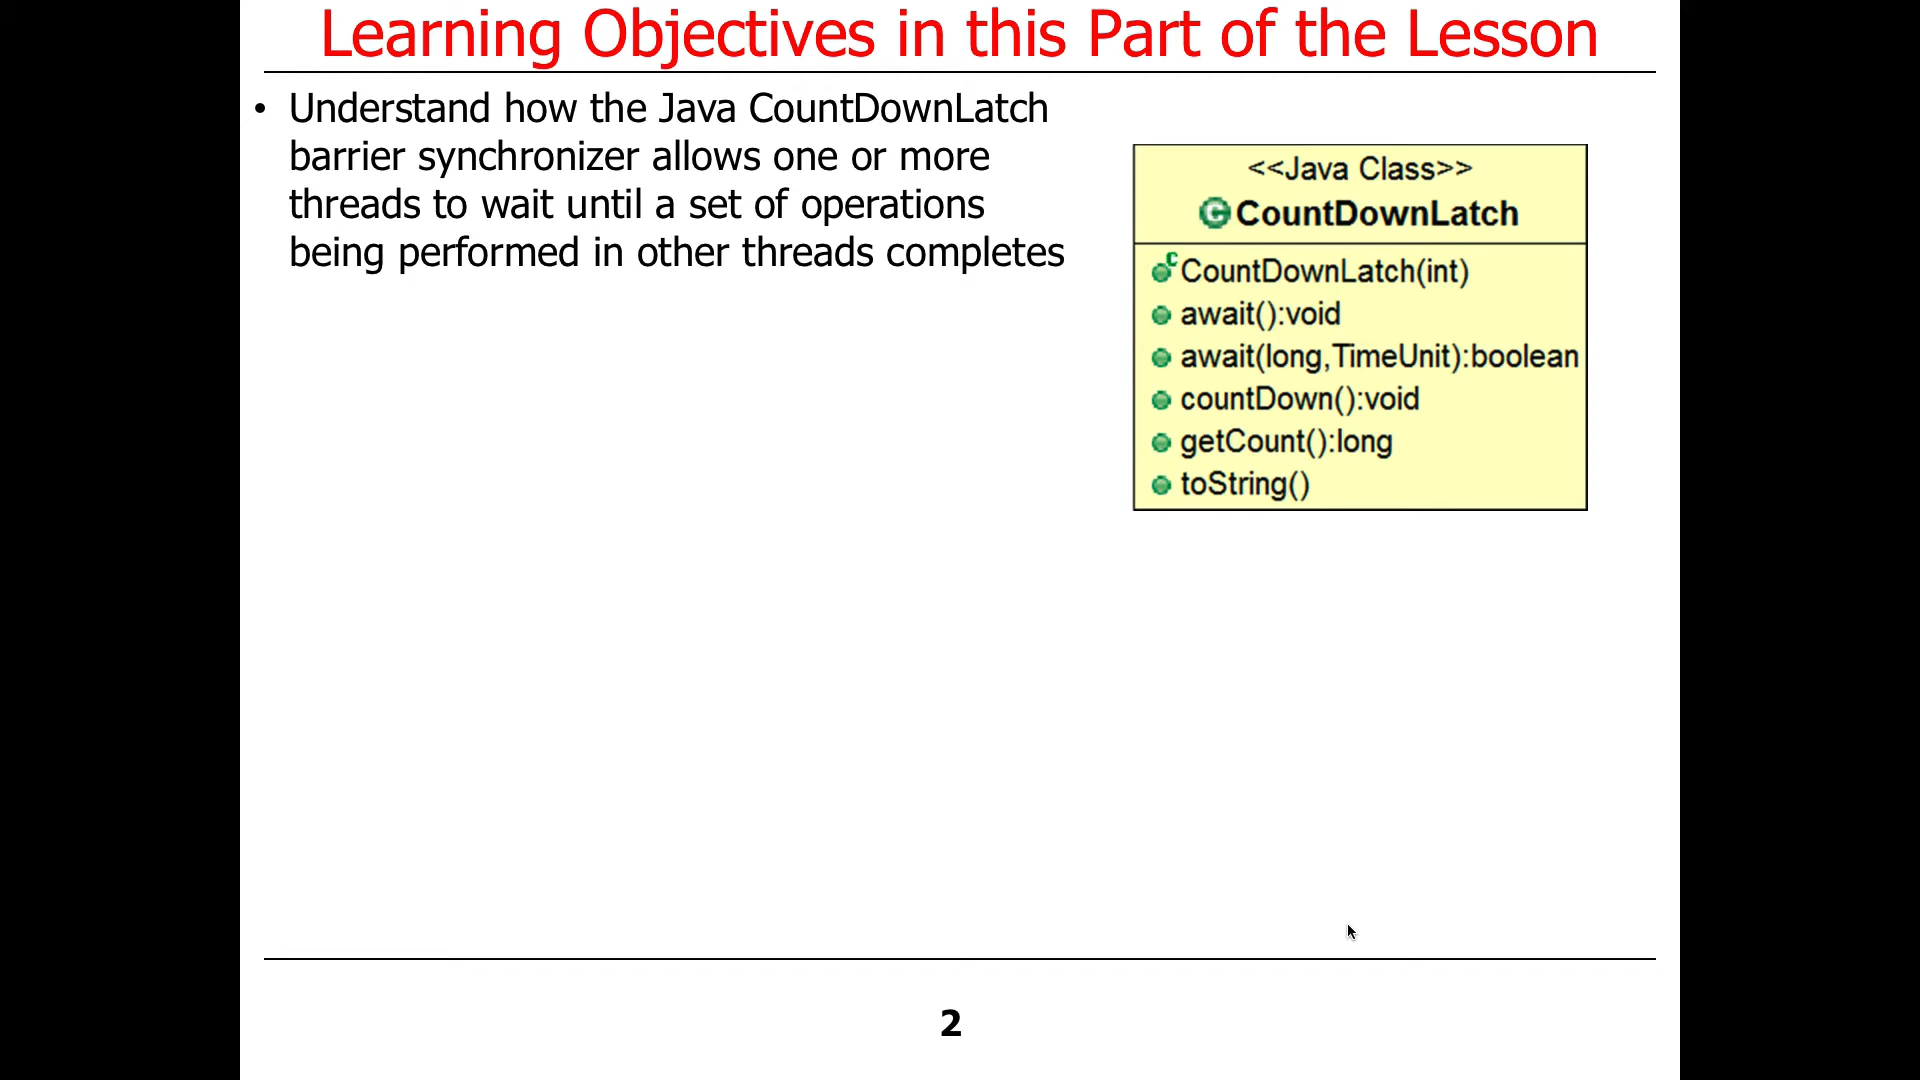 Learning Objectives in this Part of the Lesson
• Understand how the Java CountDownLatch
barrier synchronizer allows one or more
threads to wait until a set of operations
being performed in other threads completes
<<Java Class>>
C CountDownLatch
C CountDownLatch(int)
await():void
await(long,TimeUnit):boolean
countDown():void
getCount():long
toString()
2